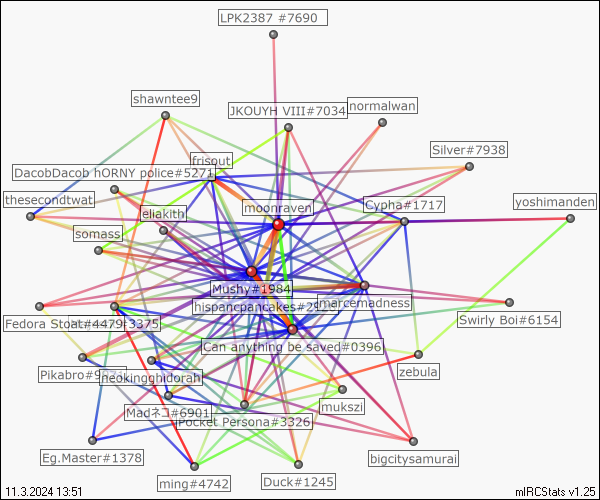 LPK2387 #7690
shawntee9
JKOUYH VIII#7034
normalwan
Silver#7938
frisout
DacobDacob hORNY police#5271
thesecondtwat
eliakith
moonraven
Cypha#1717
yoshimanden
somass
Mushy#1984
hispancpancakes#29
marcemadness
Fedora Stoat#4479
3375
Swirly Boi#6154
Can anything be saved#0396
Pikabro#9
neokingghidorah
zebula
Madネコ#6901
Pocket Persona#3326
mukszi
Eg.Master#1378
bigcitysamurai
ming#4742
Duck#1245
11.3.2024 13:51
mIRCStats v1.25